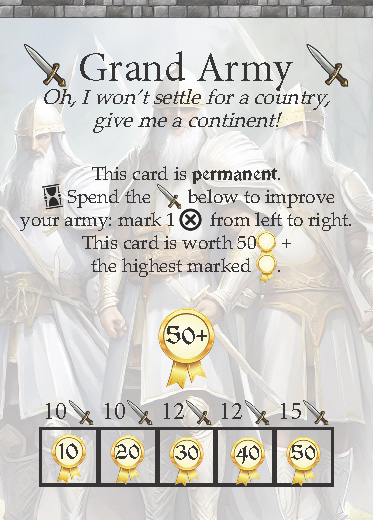 Grand Army
Oh, I won't settle for a country,
give me a continent!
This card is permanent.
Spend the below to improve
your army: mark 1 from left to right.
This card is worth 50 +
the highest marked .
50+
10 10 12 12 15
10 20 30 40 50